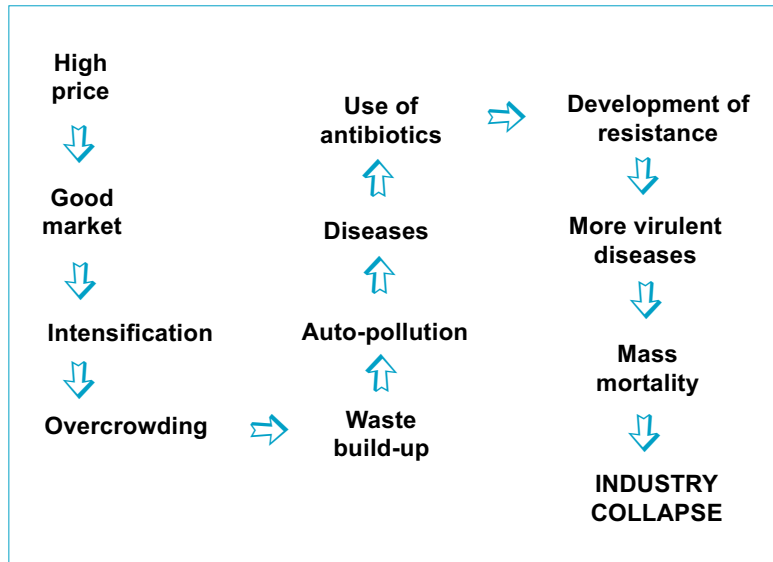 High
price
Good
market
Intensification
Overcrowding
Waste
build-up
Auto-pollution
Diseases
Use of
antibiotics
Development of
resistance
More virulent
diseases
Mass
mortality
INDUSTRY
COLLAPSE